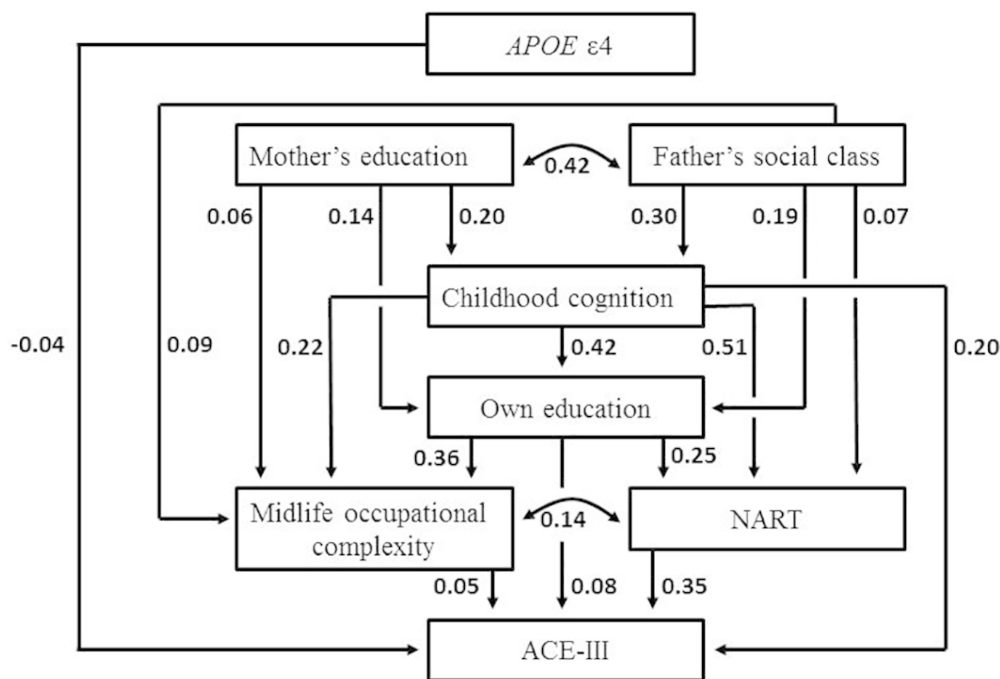 APOE ε4
Mother’s education
Father’s social class
0.42
0.06
0.14
0.20
0.30
0.19
0.07
Childhood cognition
-0.04
0.09
0.22
0.42
0.51
0.20
Own education
0.36
0.25
Midlife occupational
complexity
0.14
NART
0.05
0.08
0.35
ACE-III